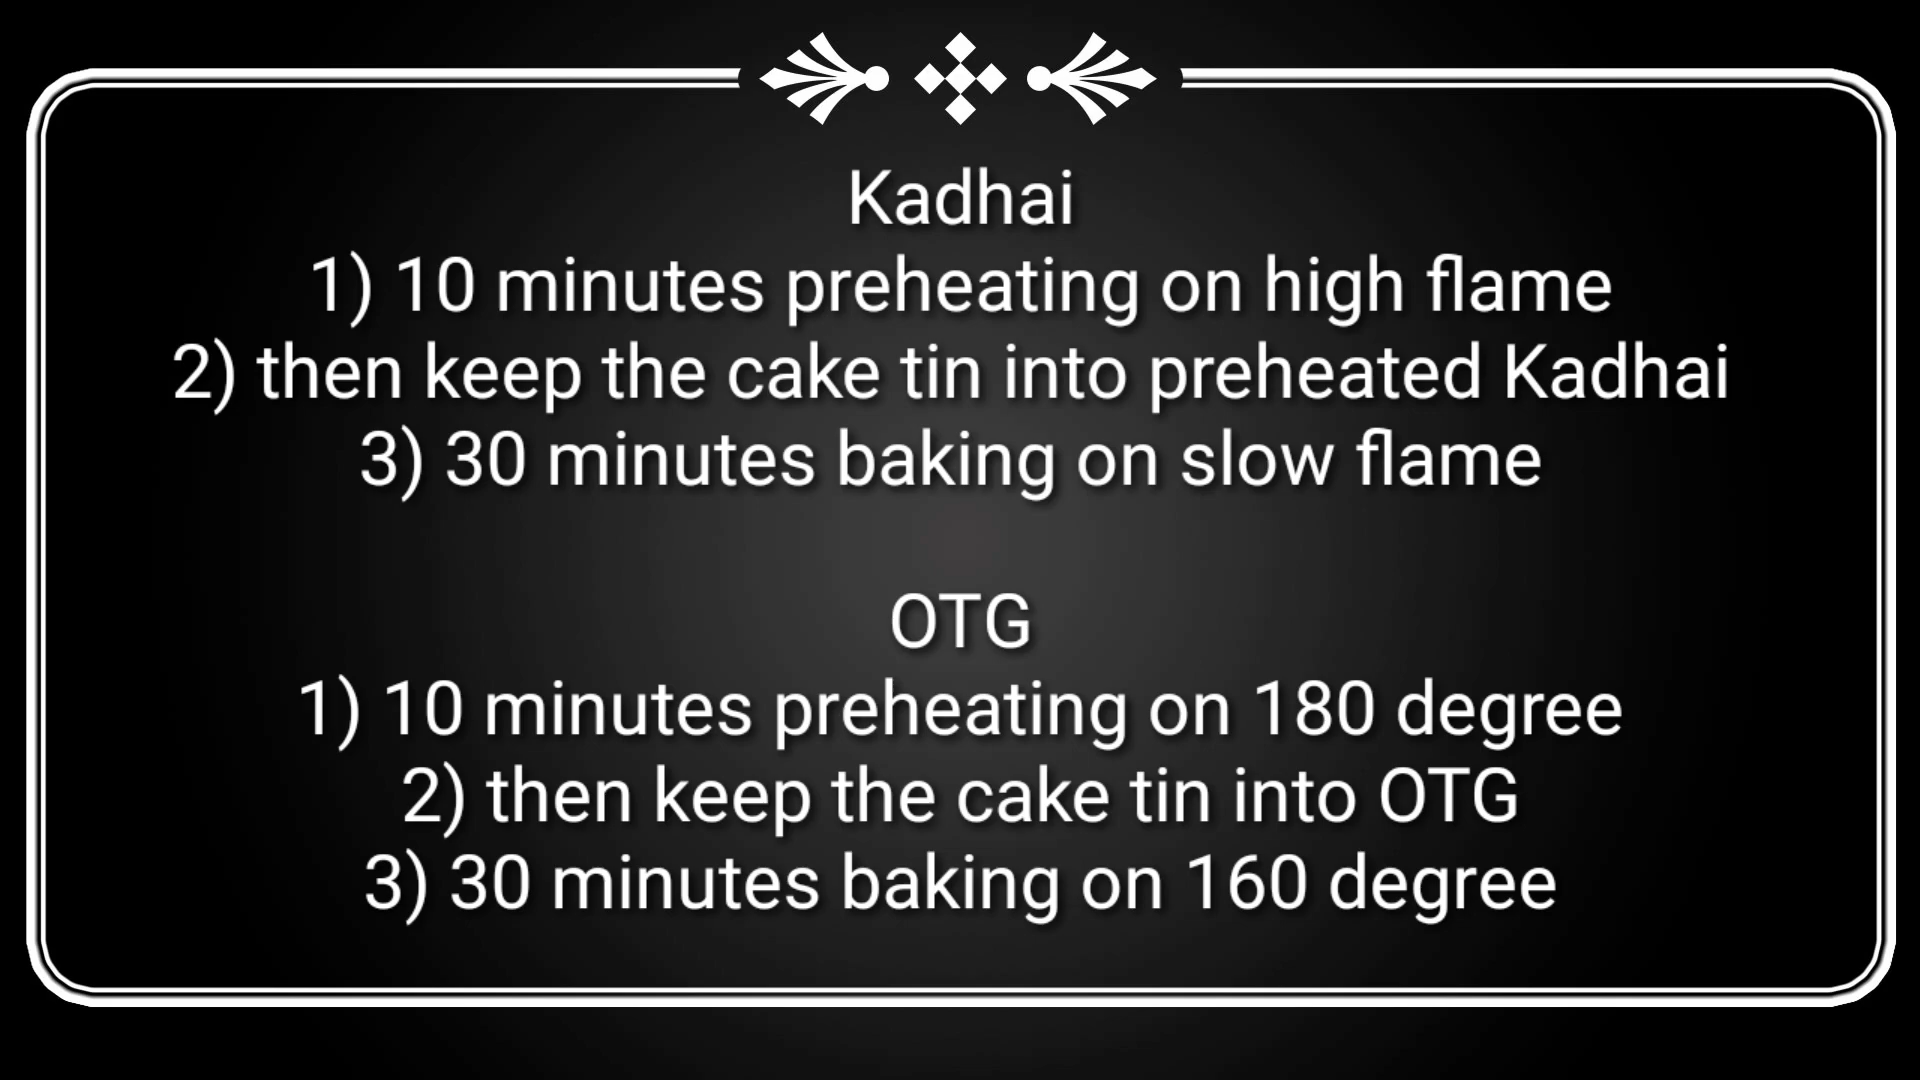 Kadhai
1) 10 minutes preheating on high flame
2) then keep the cake tin into preheated Kadhai
3) 30 minutes baking on slow flame
OTG
1) 10 minutes preheating on 180 degree
2) then keep the cake tin into OTG
3) 30 minutes baking on 160 degree